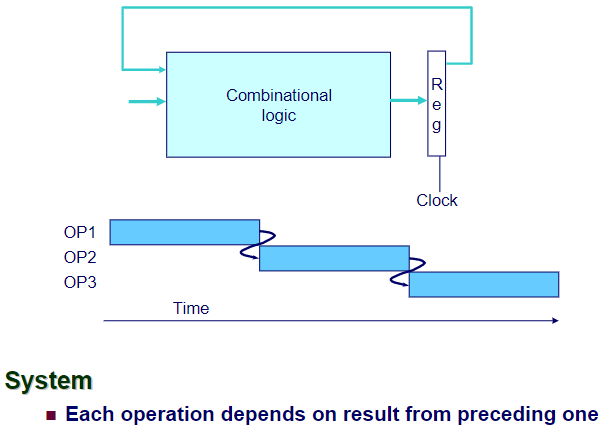 Combinational
logic
R
e
g
Clock
OP1
OP2
OP3
Time
System
Each operation depends on result from preceding one